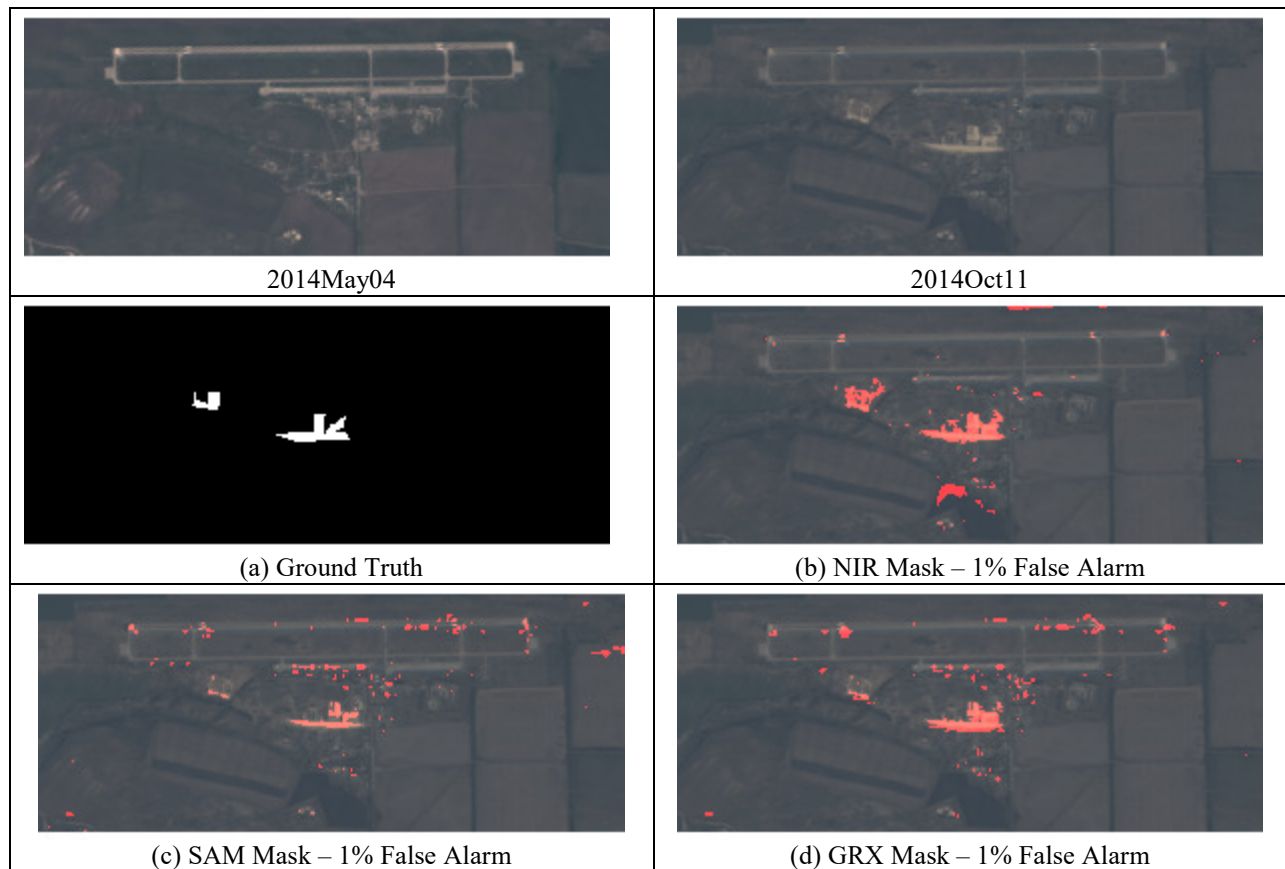 2014May04
2014Oct11
(a) Ground Truth
(b) NIR Mask – 1% False Alarm
(c) SAM Mask – 1% False Alarm
(d) GRX Mask – 1% False Alarm